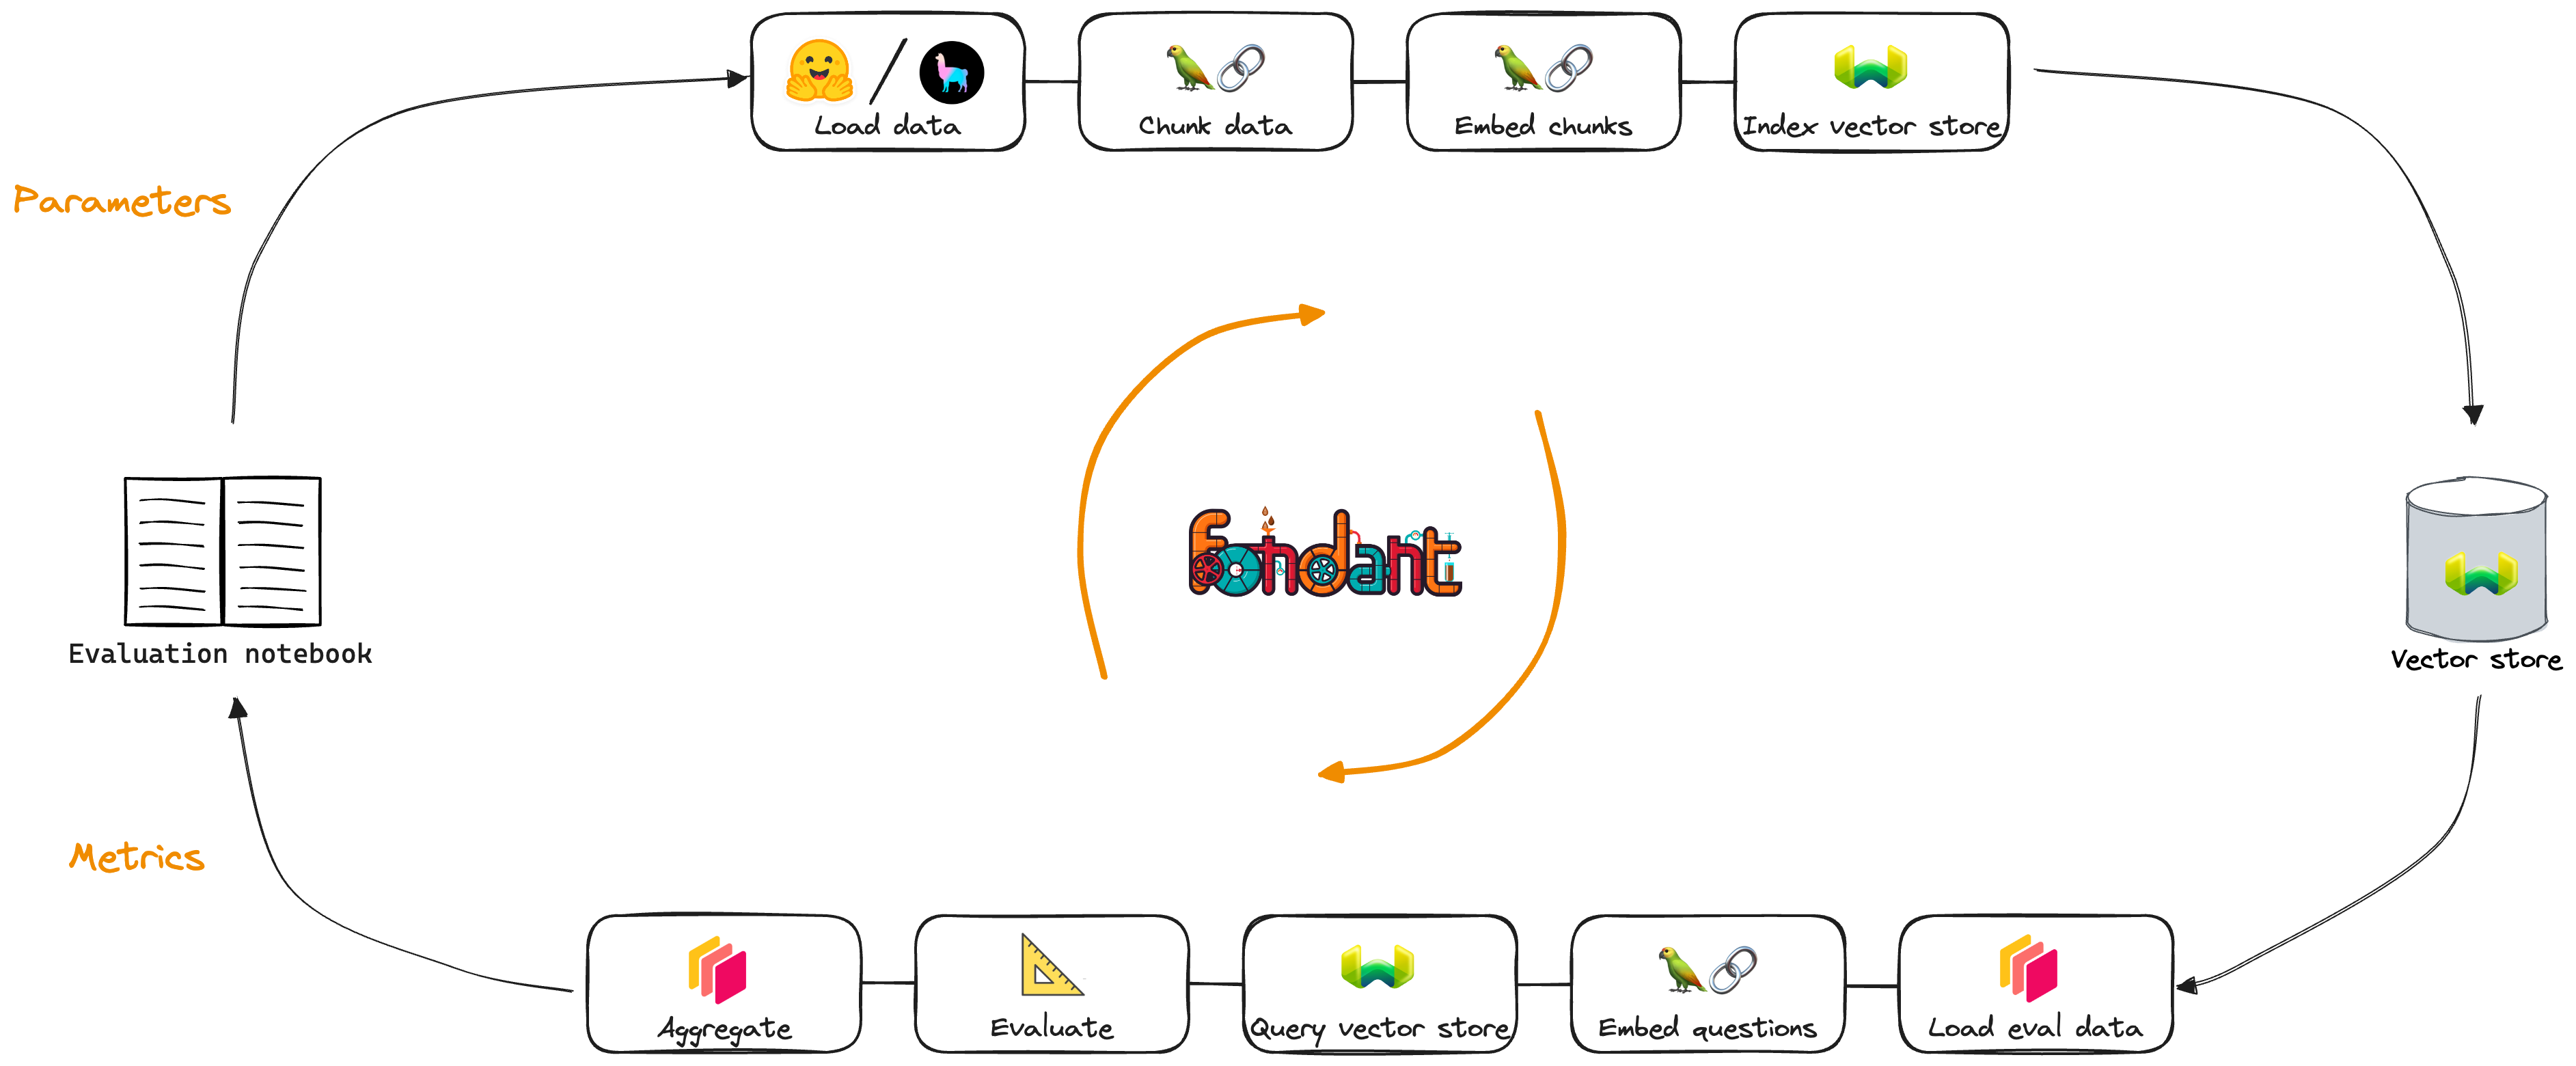 Load data
Chunk data
Embed chunks
Index vector store
Parameters
fondant
Evaluation notebook
Vector store
Metrics
Aggregate
Evaluate
Query vector store
Embed questions
Load eval data